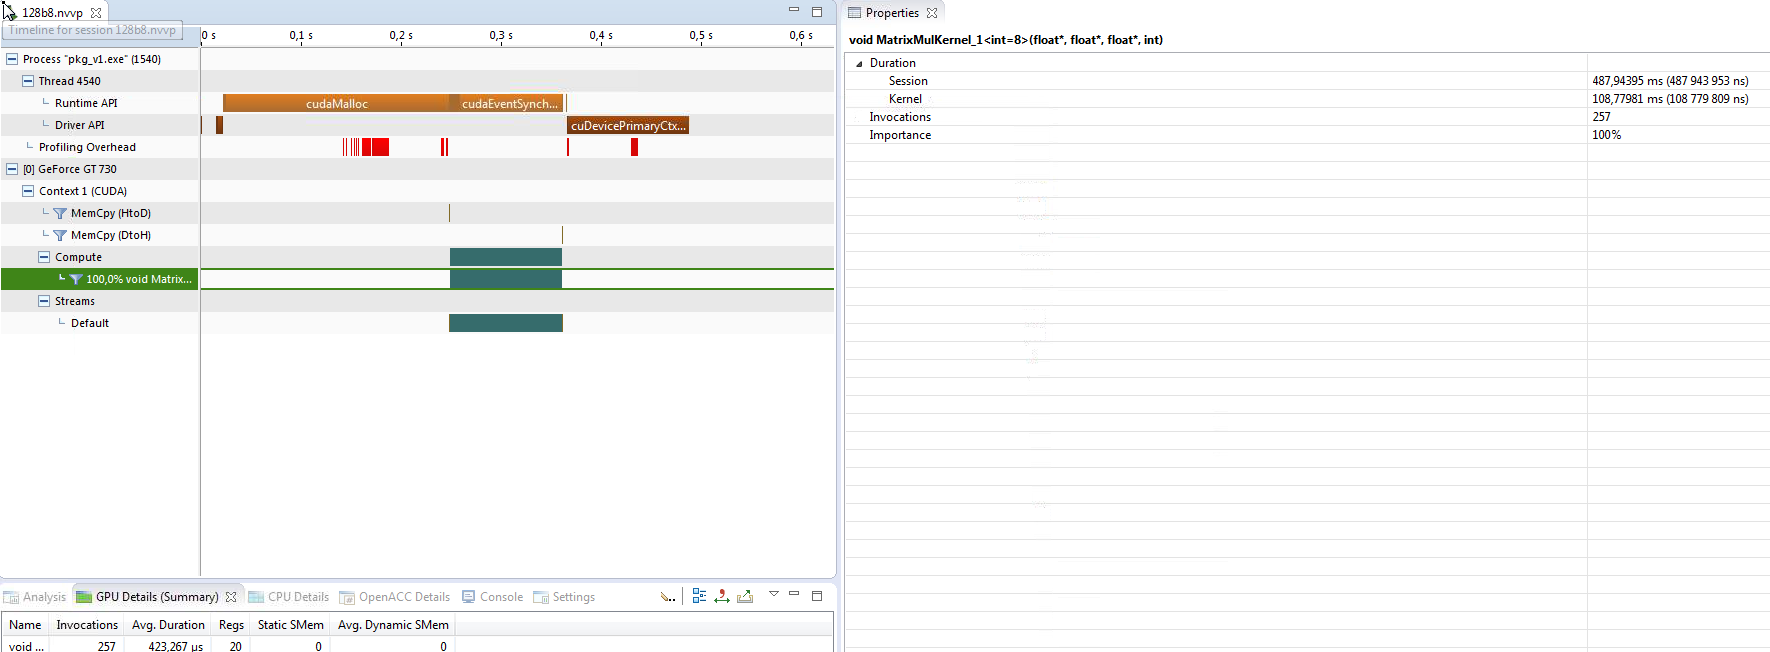 128b8.nvvp
Timeline for session 128b8.nvvp
0 s 0,1 s 0,2 s 0,3 s 0,4 s 0,5 s 0,6 s
Process "pkg_v1.exe" (1540)
Thread 4540
Runtime API cudaMalloc cudaEventSynch...
Driver API cuDevicePrimaryCtx...
Profiling Overhead
[0] GeForce GT 730
Context 1 (CUDA)
MemCpy (HtoD)
MemCpy (DtoH)
Compute
100,0% void Matrix...
Streams
Default
Analysis GPU Details (Summary) CPU Details OpenACC Details Console Settings
Name Invocations Avg. Duration Regs Static SMem Avg. Dynamic SMem
void ... 257 423,267 µs 20 0 0
Properties
void MatrixMulKernel_1<int=8>(float*, float*, float*, int)
Duration
Session 487,94395 ms (487 943 953 ns)
Kernel 108,77981 ms (108 779 809 ns)
Invocations 257
Importance 100%